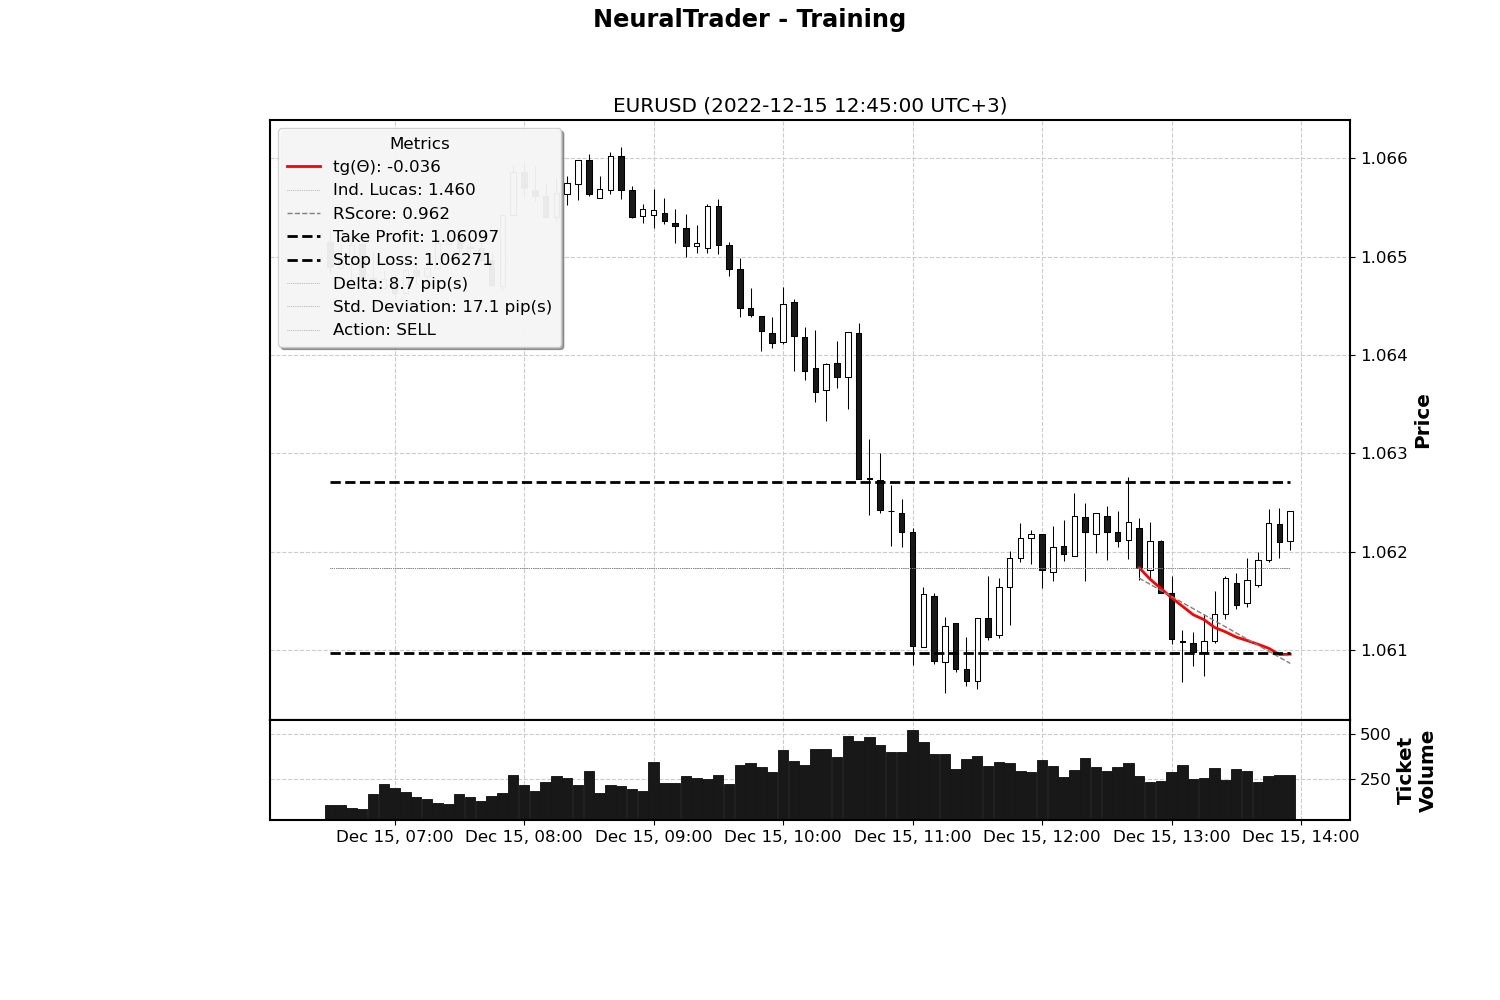 NeuralTrader - Training
EURUSD (2022-12-15 12:45:00 UTC+3)
Metrics
tg(Θ): -0.036
Ind. Lucas: 1.460
RScore: 0.962
Take Profit: 1.06097
Stop Loss: 1.06271
Delta: 8.7 pip(s)
Std. Deviation: 17.1 pip(s)
Action: SELL
1.066
1.065
1.064
1.063
1.062
1.061
Price
500
250
Ticket
Volume
Dec 15, 07:00 Dec 15, 08:00 Dec 15, 09:00 Dec 15, 10:00 Dec 15, 11:00 Dec 15, 12:00 Dec 15, 13:00 Dec 15, 14:00